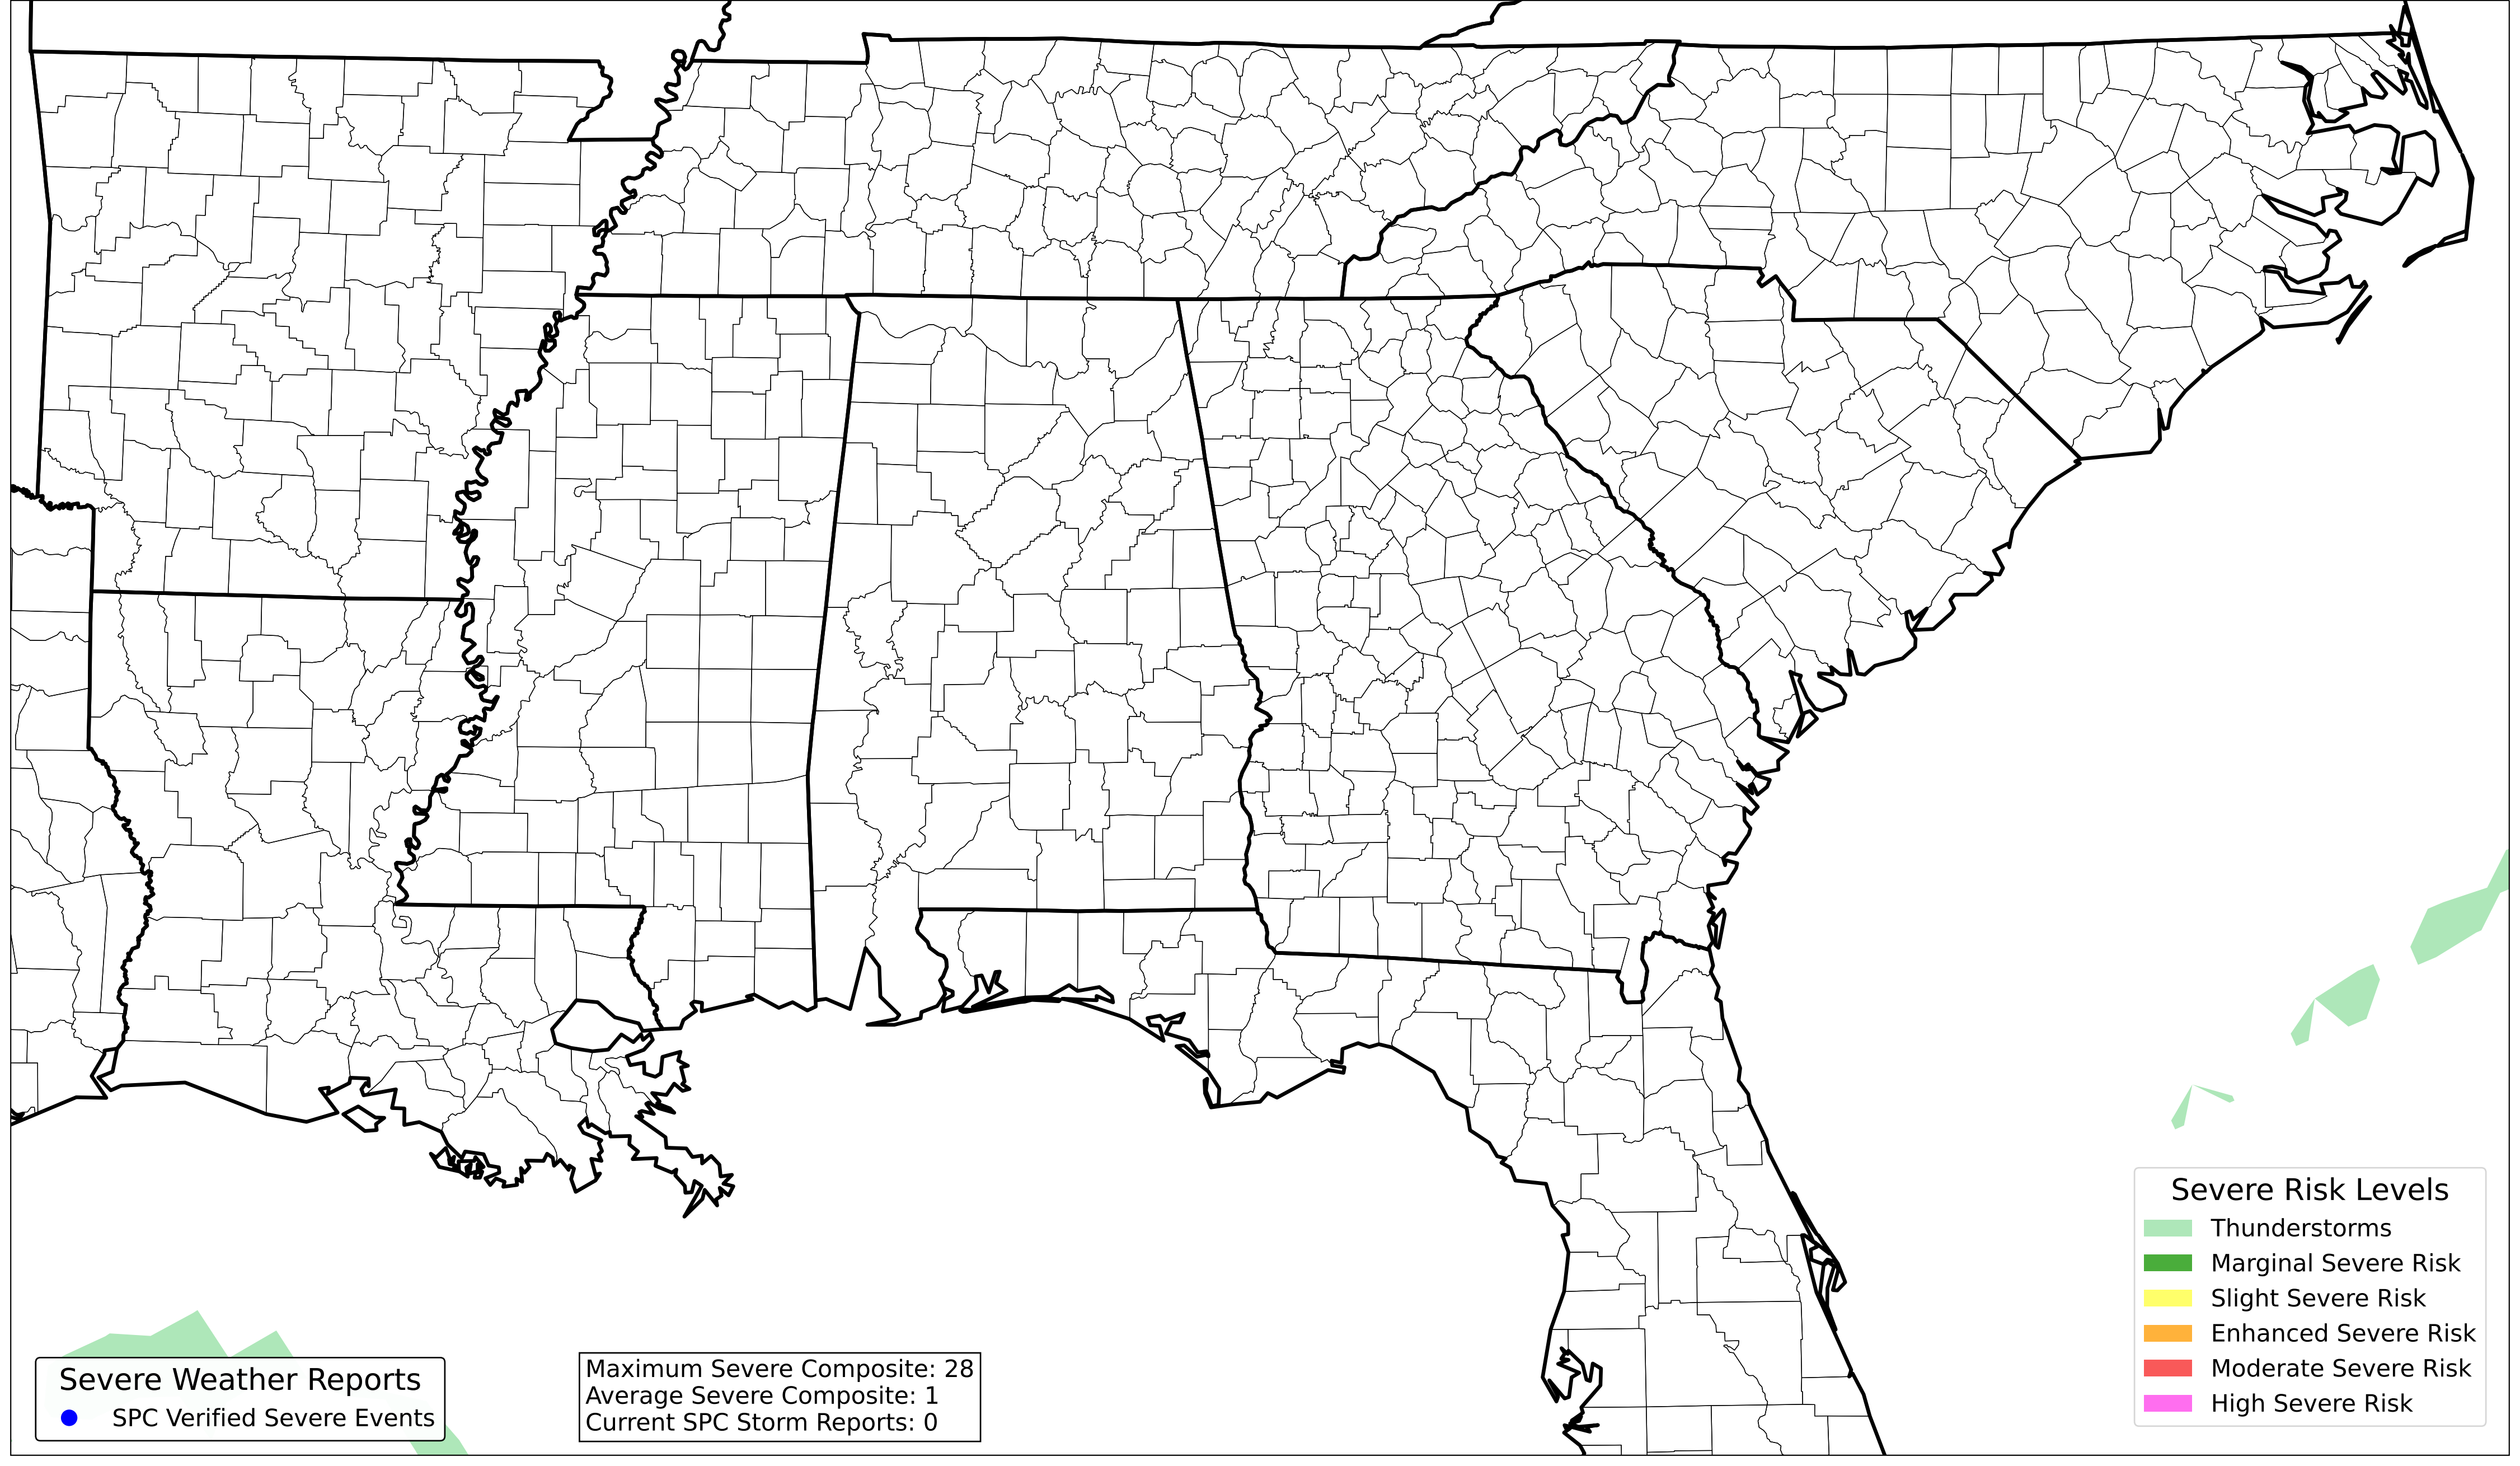 Severe Risk Levels
Thunderstorms
Marginal Severe Risk
Slight Severe Risk
Enhanced Severe Risk
Moderate Severe Risk
High Severe Risk
Severe Weather Reports
SPC Verified Severe Events
Maximum Severe Composite: 28
Average Severe Composite: 1
Current SPC Storm Reports: 0